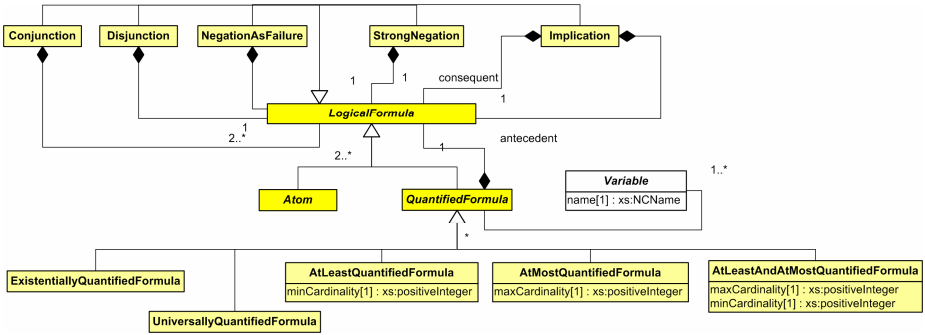 Conjunction
Disjunction
NegationAsFailure
StrongNegation
Implication
1
1
consequent
1
LogicalFormula
1
2..*
antecedent
1
2..*
1..*
Atom
QuantifiedFormula
Variable
name[1] : xs:NCName
*
ExistentiallyQuantifiedFormula
AtLeastQuantifiedFormula
minCardinality[1] : xs:positiveInteger
AtMostQuantifiedFormula
maxCardinality[1] : xs:positiveInteger
AtLeastAndAtMostQuantifiedFormula
maxCardinality[1] : xs:positiveInteger
minCardinality[1] : xs:positiveInteger
UniversallyQuantifiedFormula